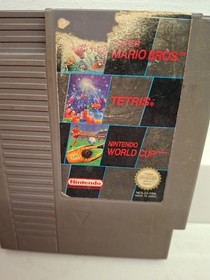 SUPER
MARIO BROS.
TETRIS®
NINTENDO
WORLD CUP
Nintendo